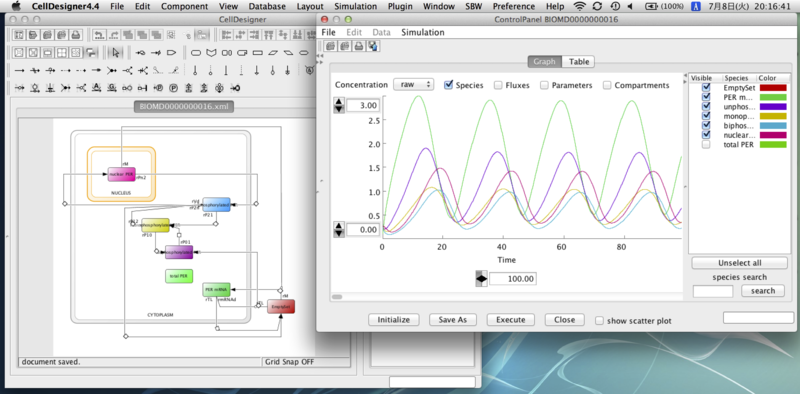 CellDesigner4.4 File Edit Component View Database Layout Simulation Plugin Window SBW Preference Help (100%) A 7月8日(火) 20:16:41
CellDesigner
BIOMD0000000016.xml
rM
nuclear PER
rPN2
NUCLEUS
rP21
rP10
rP01
total PER
PER mRNA
rTL
rM
EmptySet
CYTOPLASM
document saved.
Grid Snap OFF
ControlPanel BIOMD0000000016
File Edit Data Simulation
Graph Table
Concentration raw Species Fluxes Parameters Compartments
3.00
3.0
2.5
2.0
1.5
1.0
0.5
0.0
0.00
0 20 40 60 80
Time
100.00
Visible Species Color
EmptySet
PER m...
unphos...
monop...
biphos...
nuclear...
total PER
Unselect all
species search
search
Initialize Save As Execute Close show scatter plot